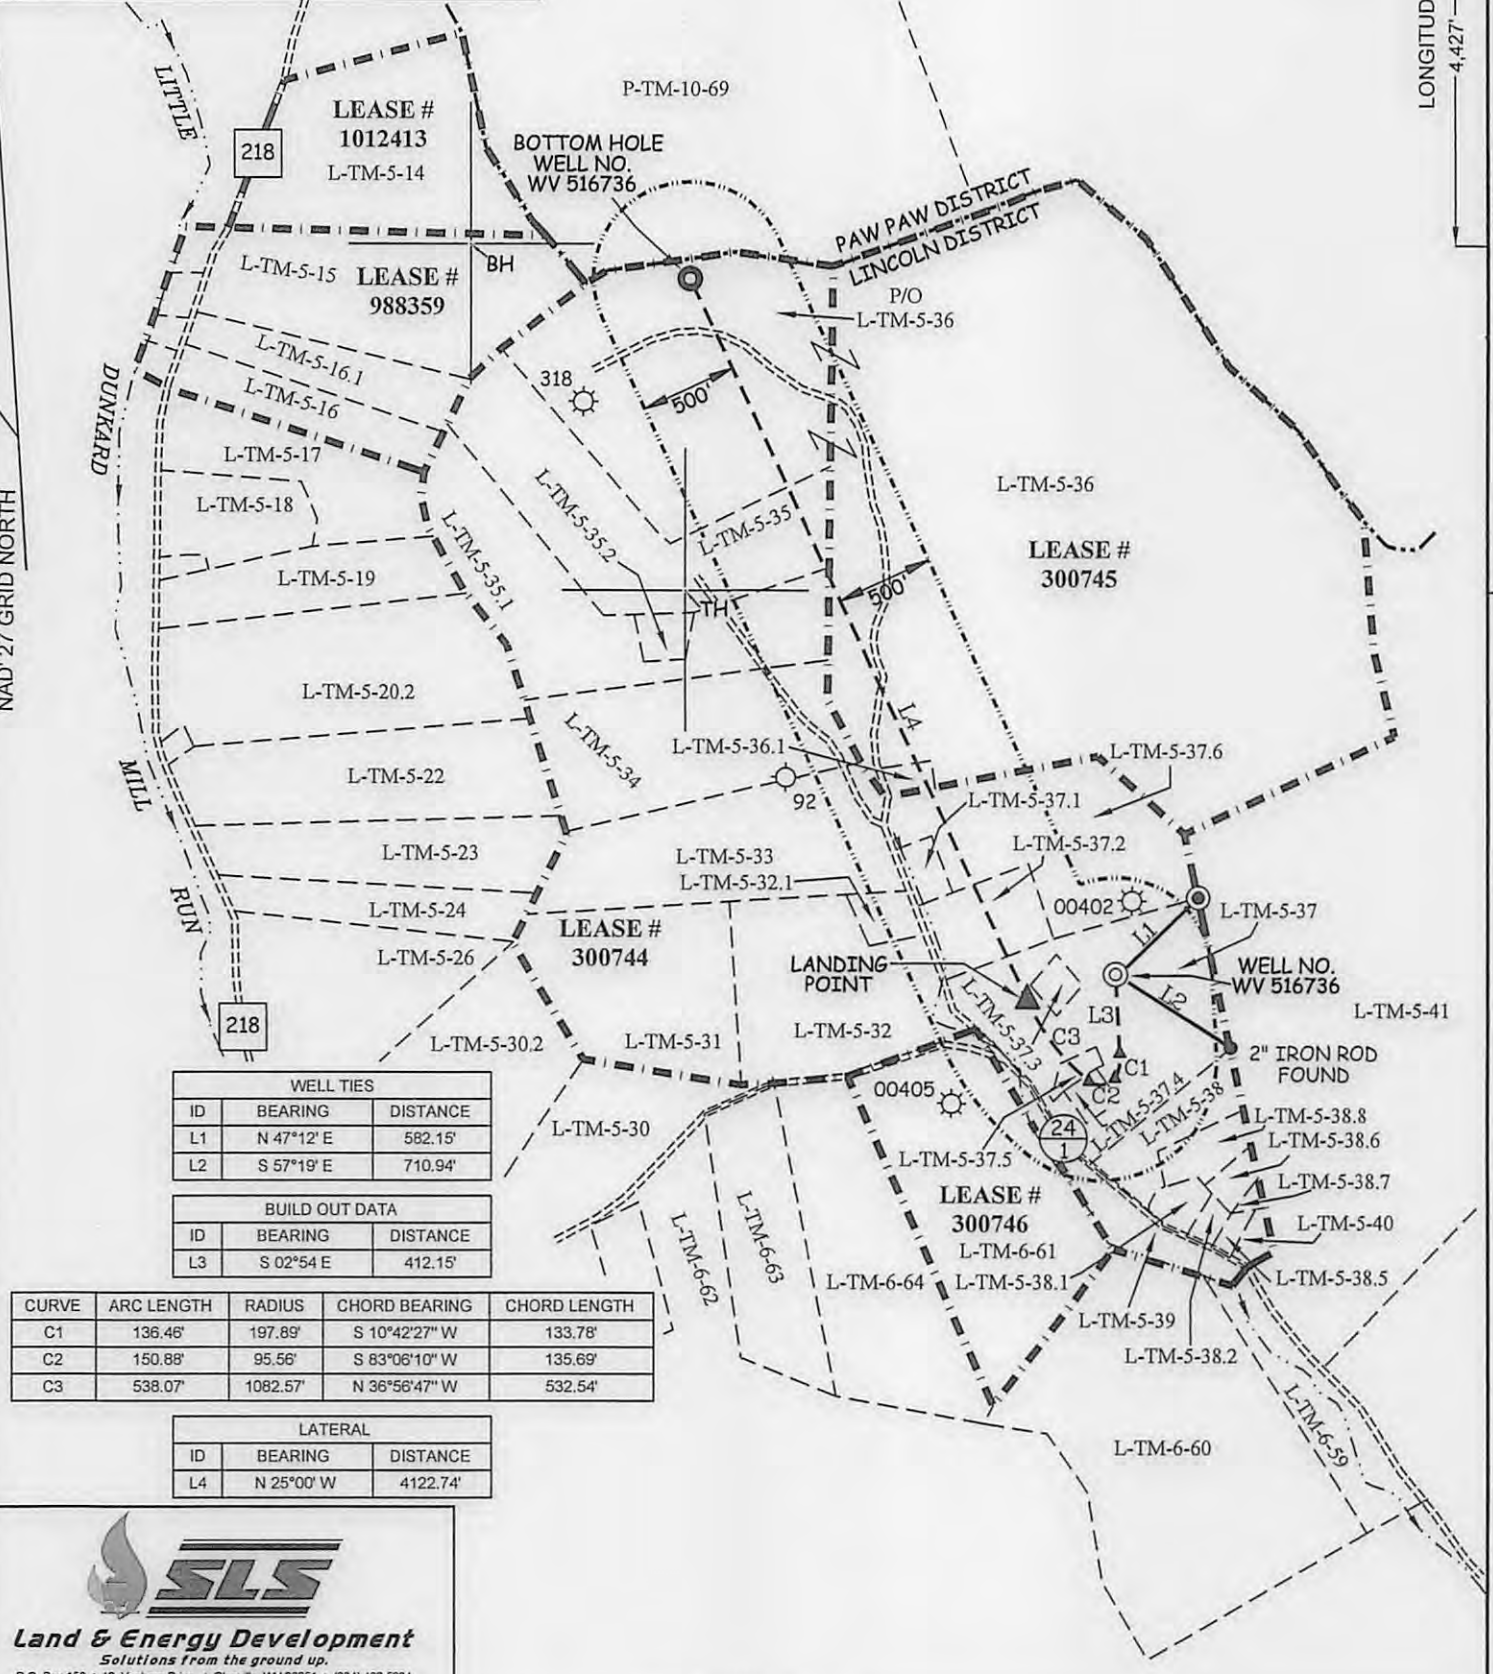 LONGITUD
4,427'
LITTLE
P-TM-10-69
LEASE #
1012413
L-TM-5-14
218
BOTTOM HOLE
WELL NO.
WV 516736
PAW PAW DISTRICT
LINCOLN DISTRICT
L-TM-5-15
LEASE #
988359
BH
P/O
L-TM-5-36
L-TM-5-16.1
L-TM-5-16
318
500'
DUNKARD
L-TM-5-17
L-TM-5-18
L-TM-5-19
L-TM-5-35.1
L-TM-5-35.2
L-TM-5-35
L-TM-5-36
LEASE #
300745
500'
TH
NAD' 27 GRID NORTH
L-TM-5-20.2
L-TM-5-34
L4
L-TM-5-36.1
L-TM-5-37.6
MILL
L-TM-5-22
92
L-TM-5-37.1
L-TM-5-37.2
L-TM-5-23
L-TM-5-33
L-TM-5-32.1
RUN
L-TM-5-24
00402
L-TM-5-37
LEASE #
300744
L-TM-5-26
L1
LANDING
POINT
WELL NO.
WV 516736
L2
L3
218
L-TM-5-30.2
L-TM-5-31
L-TM-5-32
L-TM-5-37.3
C3
L-TM-5-41
2" IRON ROD
FOUND
C1
C2
00405
L-TM-5-37.4
L-TM-5-38
L-TM-5-30
24
1
L-TM-5-38.8
L-TM-5-38.6
L-TM-5-37.5
L-TM-5-38.7
LEASE #
300746
L-TM-5-40
L-TM-6-62
L-TM-6-63
L-TM-6-61
L-TM-6-64
L-TM-5-38.1
L-TM-5-38.5
L-TM-5-39
L-TM-5-38.2
L-TM-6-59
L-TM-6-60
WELL TIES
ID BEARING DISTANCE
L1 N 47°12' E 582.15'
L2 S 57°19' E 710.94'
BUILD OUT DATA
ID BEARING DISTANCE
L3 S 02°54 E 412.15'
CURVE ARC LENGTH RADIUS CHORD BEARING CHORD LENGTH
C1 136.46' 197.89' S 10°42'27" W 133.78'
C2 150.88' 95.56' S 83°06'10" W 135.69'
C3 538.07' 1082.57' N 36°56'47" W 532.54'
LATERAL
ID BEARING DISTANCE
L4 N 25°00' W 4122.74'
SLS
Land & Energy Development
Solutions from the ground up.